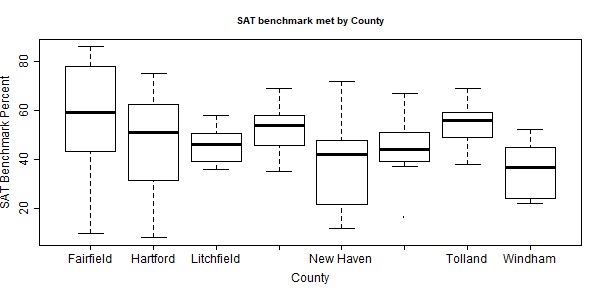 SAT benchmark met by County
SAT Benchmark Percent
80
60
40
20
Fairfield Hartford Litchfield New Haven Tolland Windham
County